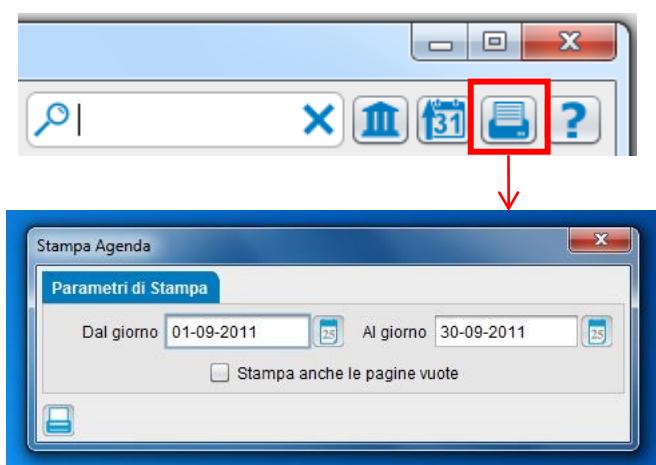 31
?
Stampa Agenda
Parametri di Stampa
Dal giorno 01-09-2011 25 Al giorno 30-09-2011 25
Stampa anche le pagine vuote